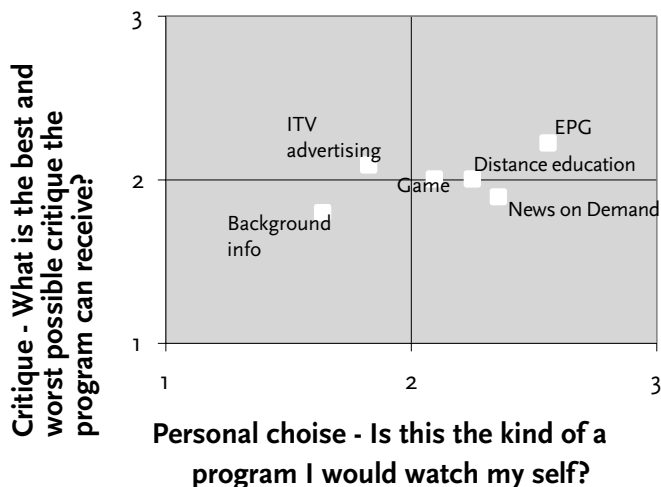 Critique - What is the best and
worst possible critique the
program can receive?
3
2
1
ITV
advertising
EPG
Distance education
Game
News on Demand
Background
info
1
2
3
Personal choise - Is this the kind of a
program I would watch my self?